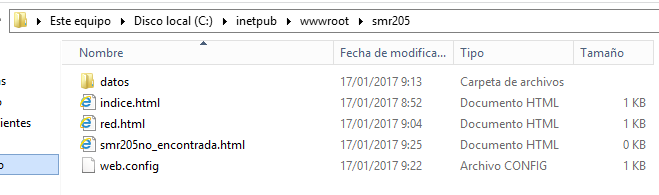 Este equipo ▸ Disco local (C:) ▸ inetpub ▸ wwwroot ▸ smr205
Nombre Fecha de modifica... Tipo Tamaño
datos 17/01/2017 9:13 Carpeta de archivos
indice.html 17/01/2017 8:52 Documento HTML 1 KB
red.html 17/01/2017 9:04 Documento HTML 1 KB
smr205no_encontrada.html 17/01/2017 9:25 Documento HTML 0 KB
web.config 17/01/2017 9:22 Archivo CONFIG 1 KB
ientes